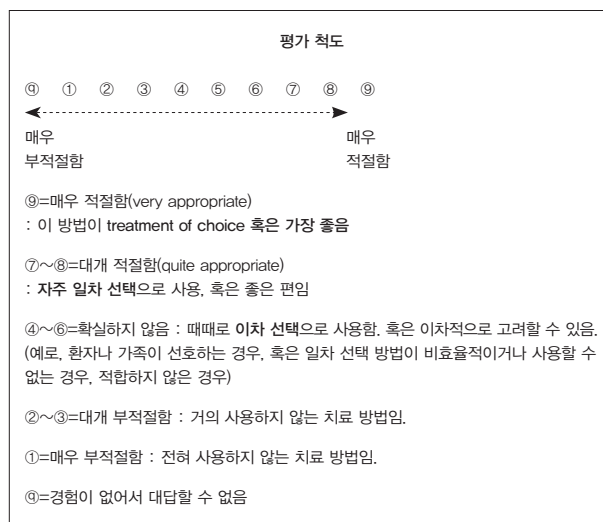 평가 척도
ⓠ ① ② ③ ④ ⑤ ⑥ ⑦ ⑧ ⑨
매우 매우
부적절함 적절함
⑨=매우 적절함(very appropriate)
: 이 방법이 treatment of choice 혹은 가장 좋음
⑦~⑧=대개 적절함(quite appropriate)
: 자주 일차 선택으로 사용, 혹은 좋은 편임
④~⑥=확실하지 않음 : 때때로 이차 선택으로 사용함. 혹은 이차적으로 고려할 수 있음.
(예로, 환자나 가족이 선호하는 경우, 혹은 일차 선택 방법이 비효율적이거나 사용할 수
없는 경우, 적합하지 않은 경우)
②~③=대개 부적절함 : 거의 사용하지 않는 치료 방법임.
①=매우 부적절함 : 전혀 사용하지 않는 치료 방법임.
ⓠ=경험이 없어서 대답할 수 없음